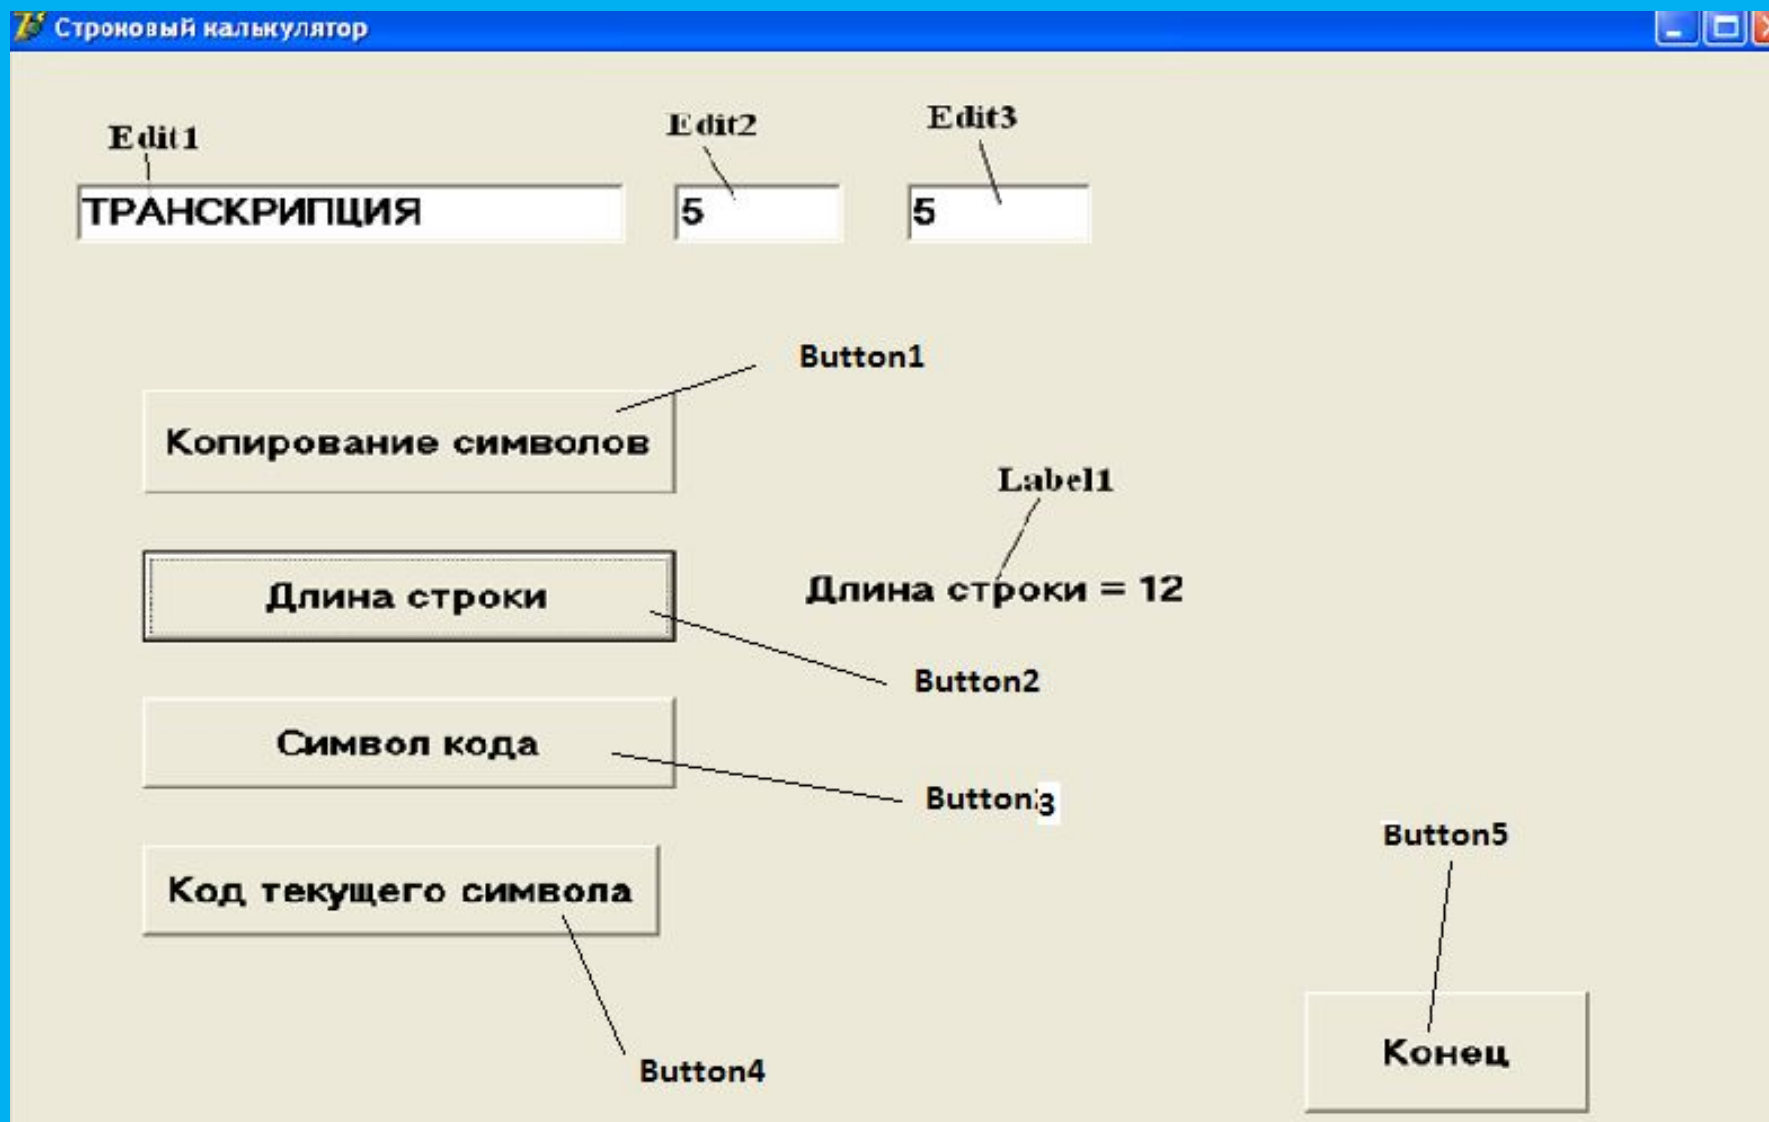 Строковый калькулятор
Edit1 Edit2 Edit3
ТРАНСКРИПЦИЯ 5 5
Button1
Копирование символов
Label1
Длина строки Длина строки = 12
Button2
Символ кода
Button3
Button5
Код текущего символа
Конец
Button4